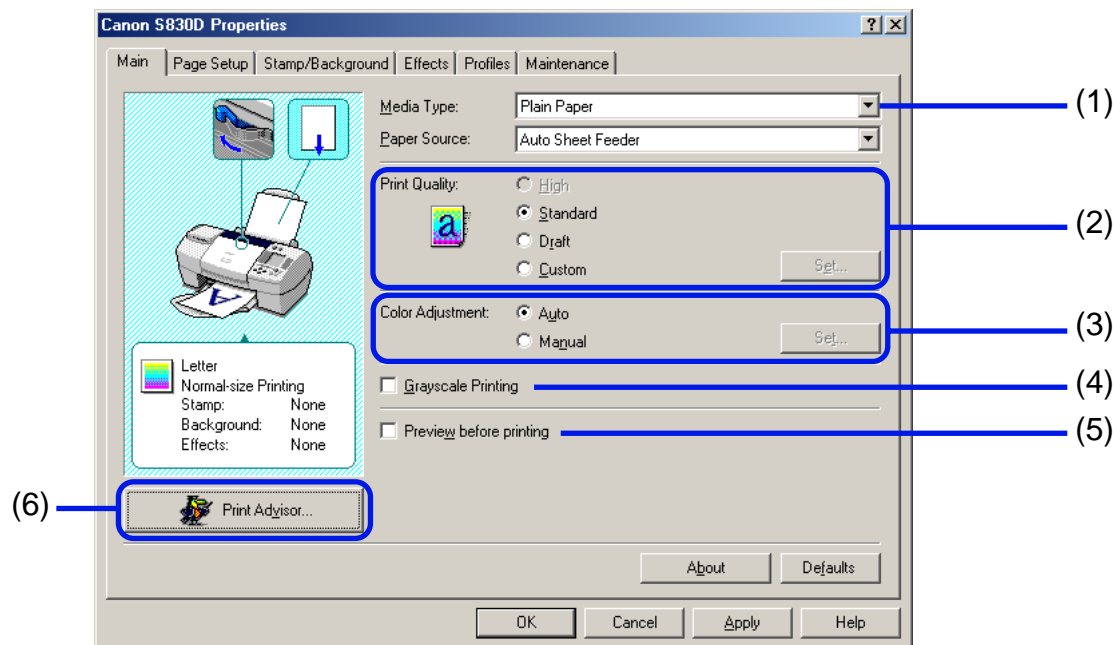 Canon S830D Properties
Main Page Setup Stamp/Background Effects Profiles Maintenance
Media Type: Plain Paper (1)
Paper Source: Auto Sheet Feeder
Print Quality: High
a Standard (2)
Draft
Custom Set...
Color Adjustment: Auto (3)
Manual Set...
Grayscale Printing (4)
Preview before printing (5)
A
Letter
Normal-size Printing
Stamp: None
Background: None
Effects: None
(6) Print Advisor...
About Defaults
OK Cancel Apply Help